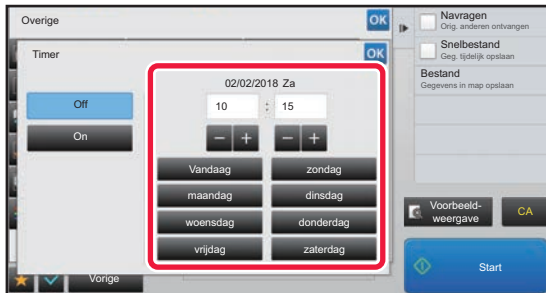 Overige
OK
Timer
OK
Off
On
02/02/2018 Za
10 : 15
− +
− +
Vandaag
zondag
maandag
dinsdag
woensdag
donderdag
vrijdag
zaterdag
Vorige
Navragen
Orig. anderen ontvangen
Snelbestand
Geg. tijdelijk opslaan
Bestand
Gegevens in map opslaan
Voorbeeld-
weergave
CA
Start